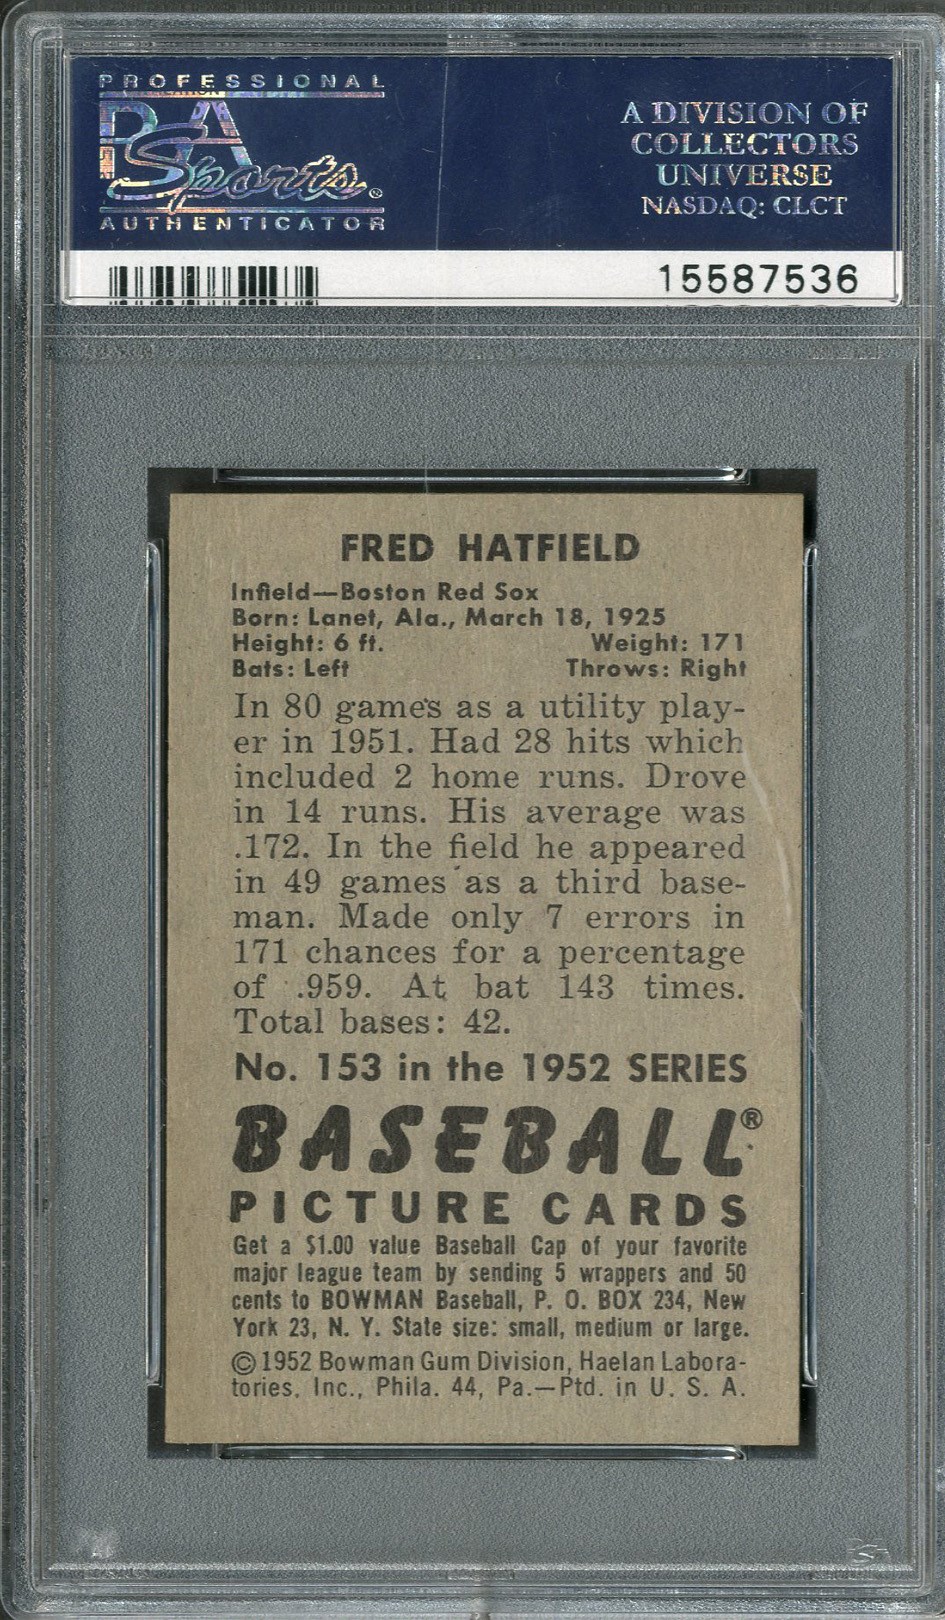 PROFESSIONAL
PSA
Sports®
AUTHENTICATOR
A DIVISION OF
COLLECTORS
UNIVERSE
NASDAQ: CLCT
15587536
FRED HATFIELD
Infield—Boston Red Sox
Born: Lanet, Ala., March 18, 1925
Height: 6 ft. Weight: 171
Bats: Left Throws: Right
In 80 games as a utility play-
er in 1951. Had 28 hits which
included 2 home runs. Drove
in 14 runs. His average was
.172. In the field he appeared
in 49 games as a third base-
man. Made only 7 errors in
171 chances for a percentage
of .959. At bat 143 times.
Total bases: 42.
No. 153 in the 1952 SERIES
BASEBALL®
PICTURE CARDS
Get a $1.00 value Baseball Cap of your favorite
major league team by sending 5 wrappers and 50
cents to BOWMAN Baseball, P. O. BOX 234, New
York 23, N. Y. State size: small, medium or large.
©1952 Bowman Gum Division, Haelan Labora-
tories, Inc., Phila. 44, Pa.—Ptd. in U. S. A.